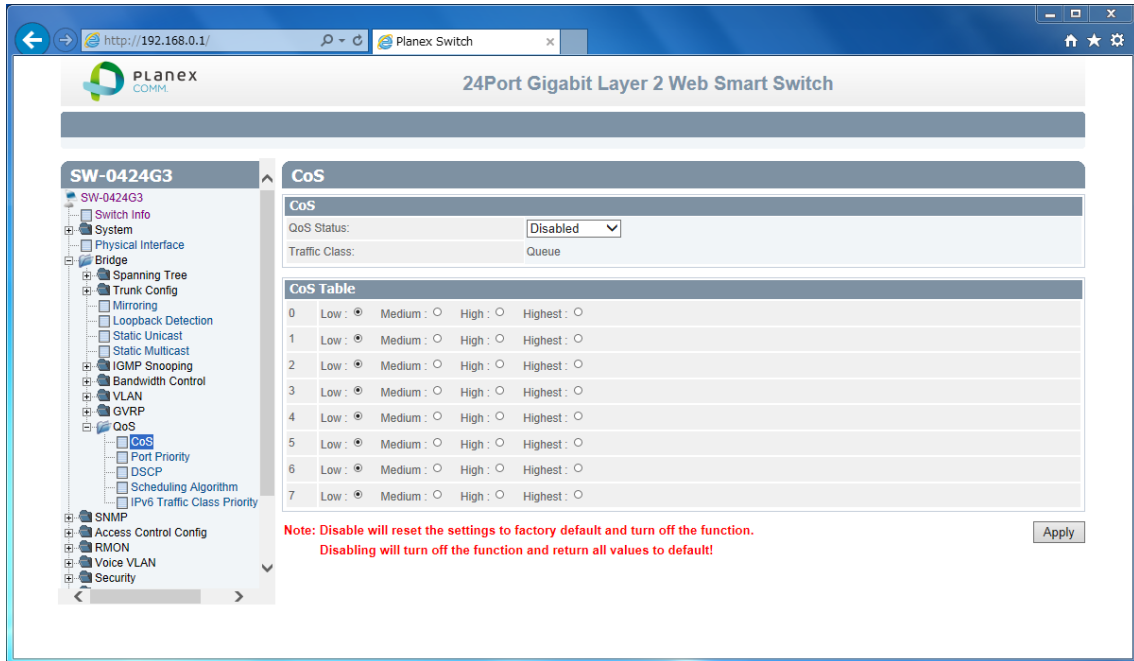 http://192.168.0.1/
Planex Switch
PLanex
COMM.
24Port Gigabit Layer 2 Web Smart Switch
SW-0424G3
SW-0424G3
Switch Info
System
Physical Interface
Bridge
Spanning Tree
Trunk Config
Mirroring
Loopback Detection
Static Unicast
Static Multicast
IGMP Snooping
Bandwidth Control
VLAN
GVRP
QoS
CoS
Port Priority
DSCP
Scheduling Algorithm
IPv6 Traffic Class Priority
SNMP
Access Control Config
RMON
Voice VLAN
Security
CoS
CoS
QoS Status: Disabled
Traffic Class: Queue
CoS Table
0 Low : Medium : High : Highest :
1 Low : Medium : High : Highest :
2 Low : Medium : High : Highest :
3 Low : Medium : High : Highest :
4 Low : Medium : High : Highest :
5 Low : Medium : High : Highest :
6 Low : Medium : High : Highest :
7 Low : Medium : High : Highest :
Note: Disable will reset the settings to factory default and turn off the function.
Disabling will turn off the function and return all values to default!
Apply